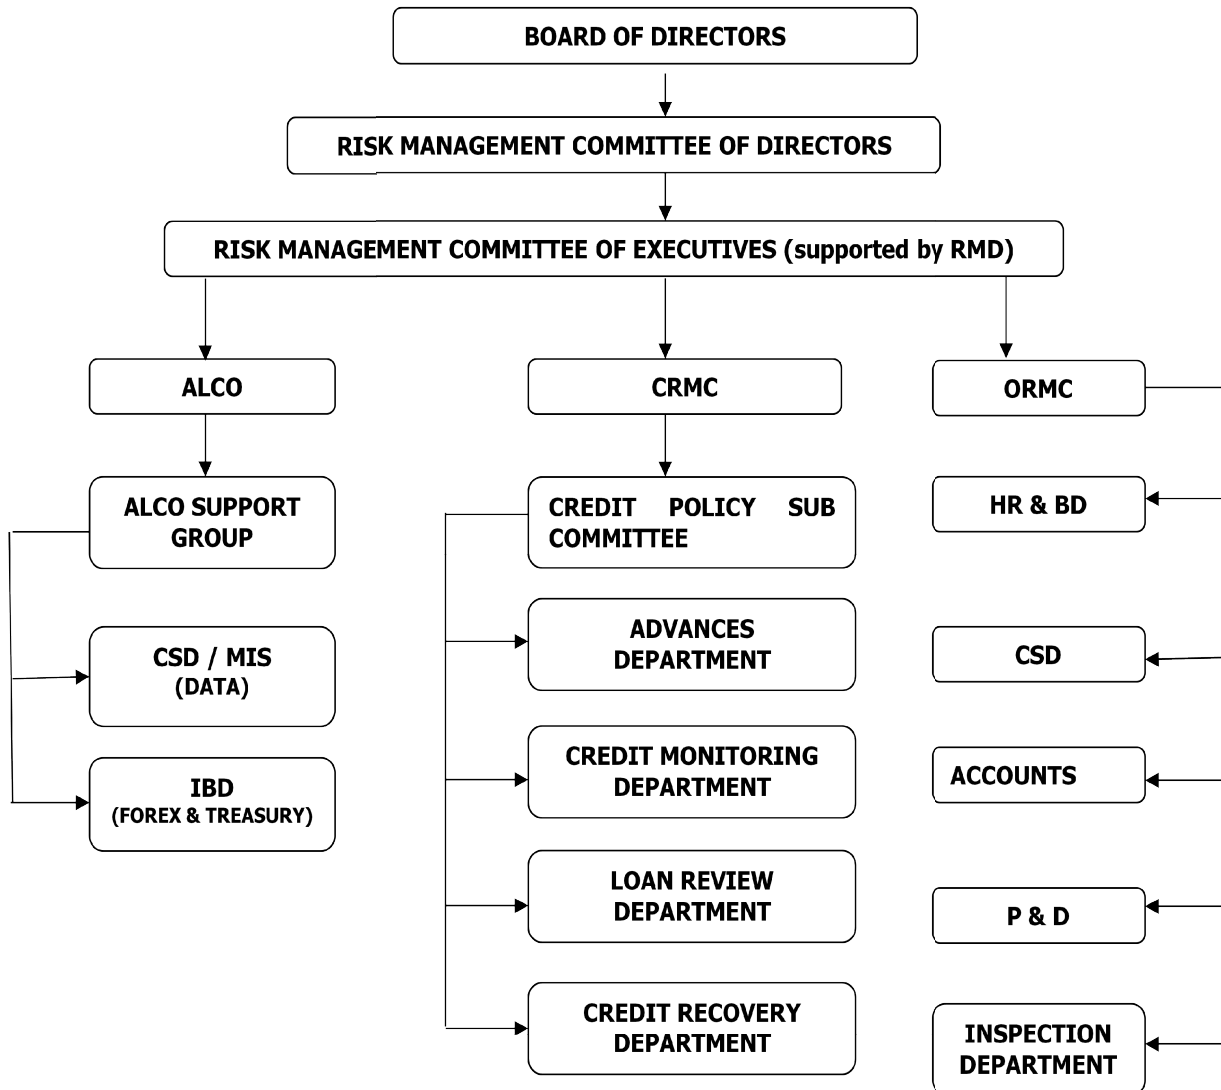 BOARD OF DIRECTORS
RISK MANAGEMENT COMMITTEE OF DIRECTORS
RISK MANAGEMENT COMMITTEE OF EXECUTIVES (supported by RMD)
ALCO
CRMC
ORMC
ALCO SUPPORT
GROUP
CREDIT POLICY SUB
COMMITTEE
HR & BD
CSD / MIS
(DATA)
ADVANCES
DEPARTMENT
CSD
IBD
(FOREX & TREASURY)
CREDIT MONITORING
DEPARTMENT
ACCOUNTS
LOAN REVIEW
DEPARTMENT
P & D
CREDIT RECOVERY
DEPARTMENT
INSPECTION
DEPARTMENT